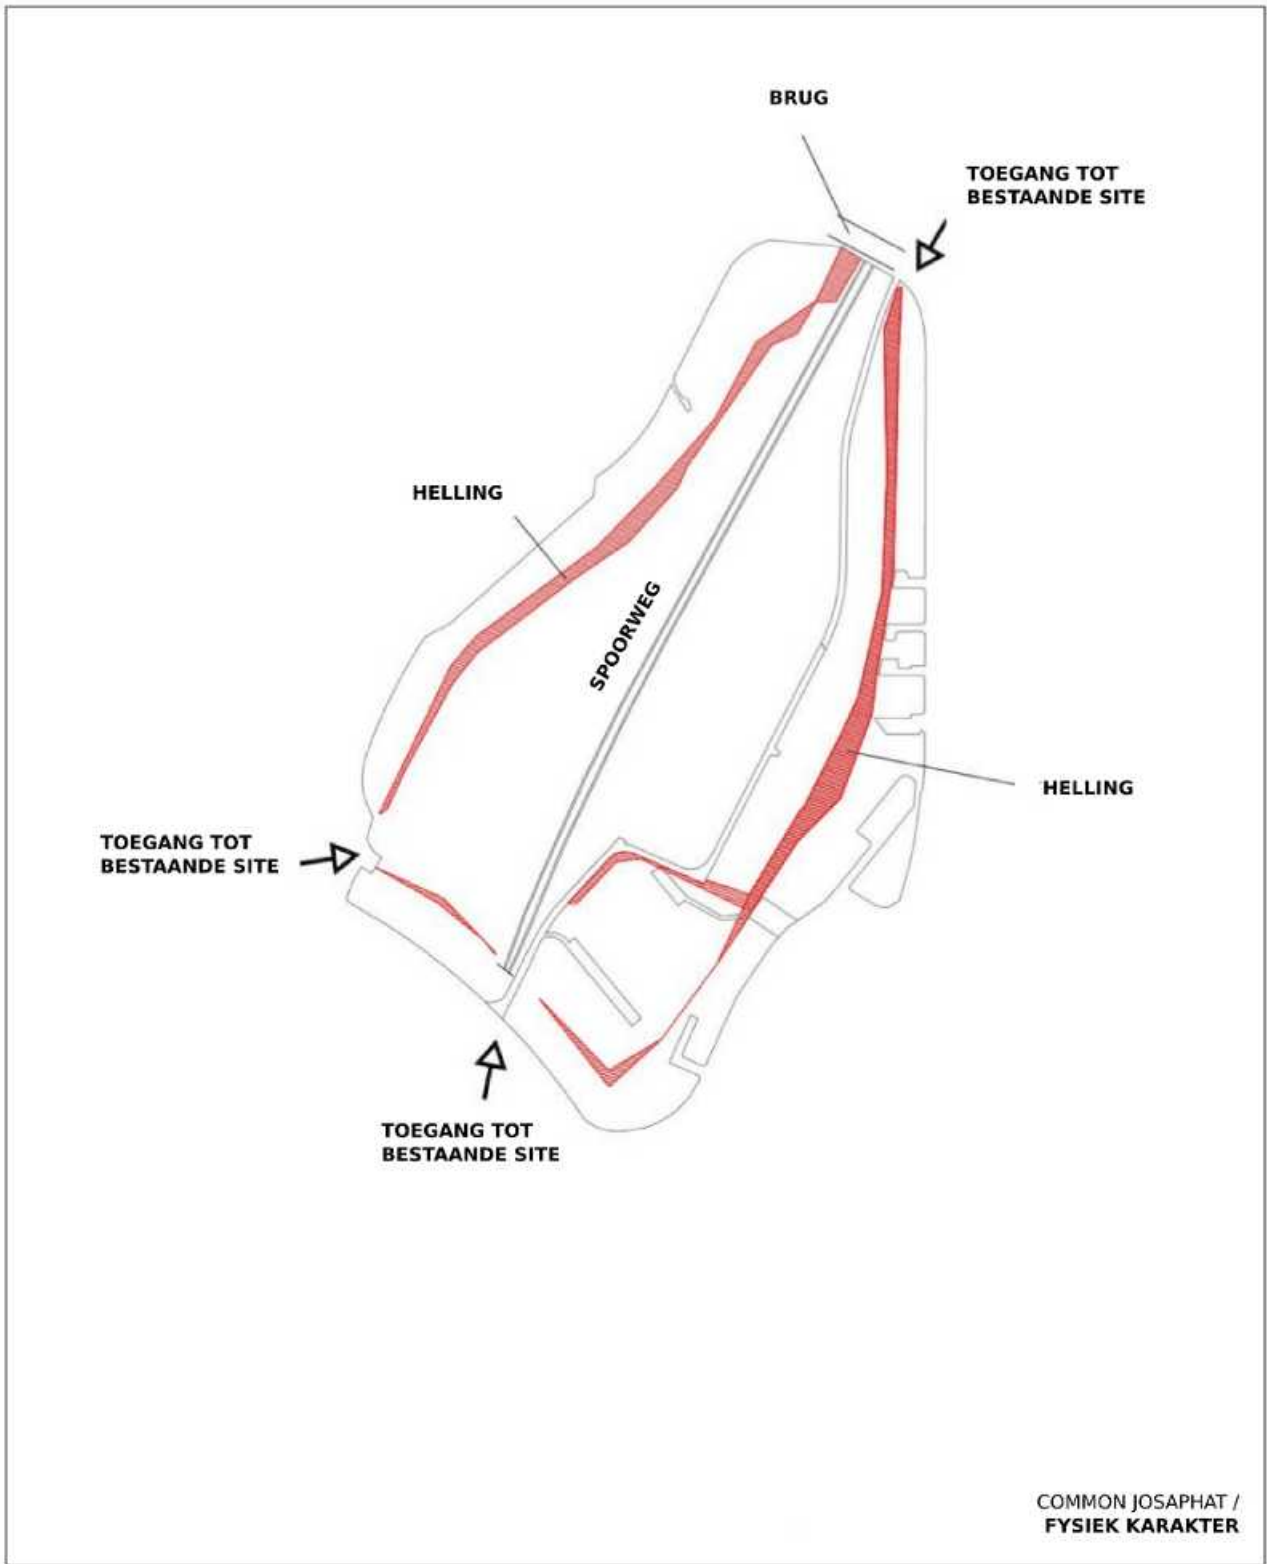 BRUG
TOEGANG TOT
BESTAANDE SITE
HELLING
SPOORWEG
HELLING
TOEGANG TOT
BESTAANDE SITE
TOEGANG TOT
BESTAANDE SITE
COMMON JOSAPHAT /
FYSIEK KARAKTER